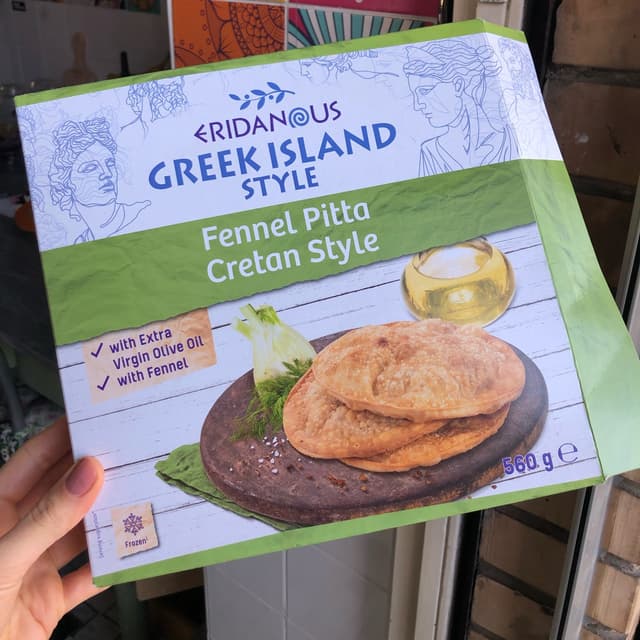 ERIDANOUS
GREEK ISLAND
STYLE
Fennel Pitta
Cretan Style
✓ with Extra
Virgin Olive Oil
✓ with Fennel
560 g ℮
Frozen